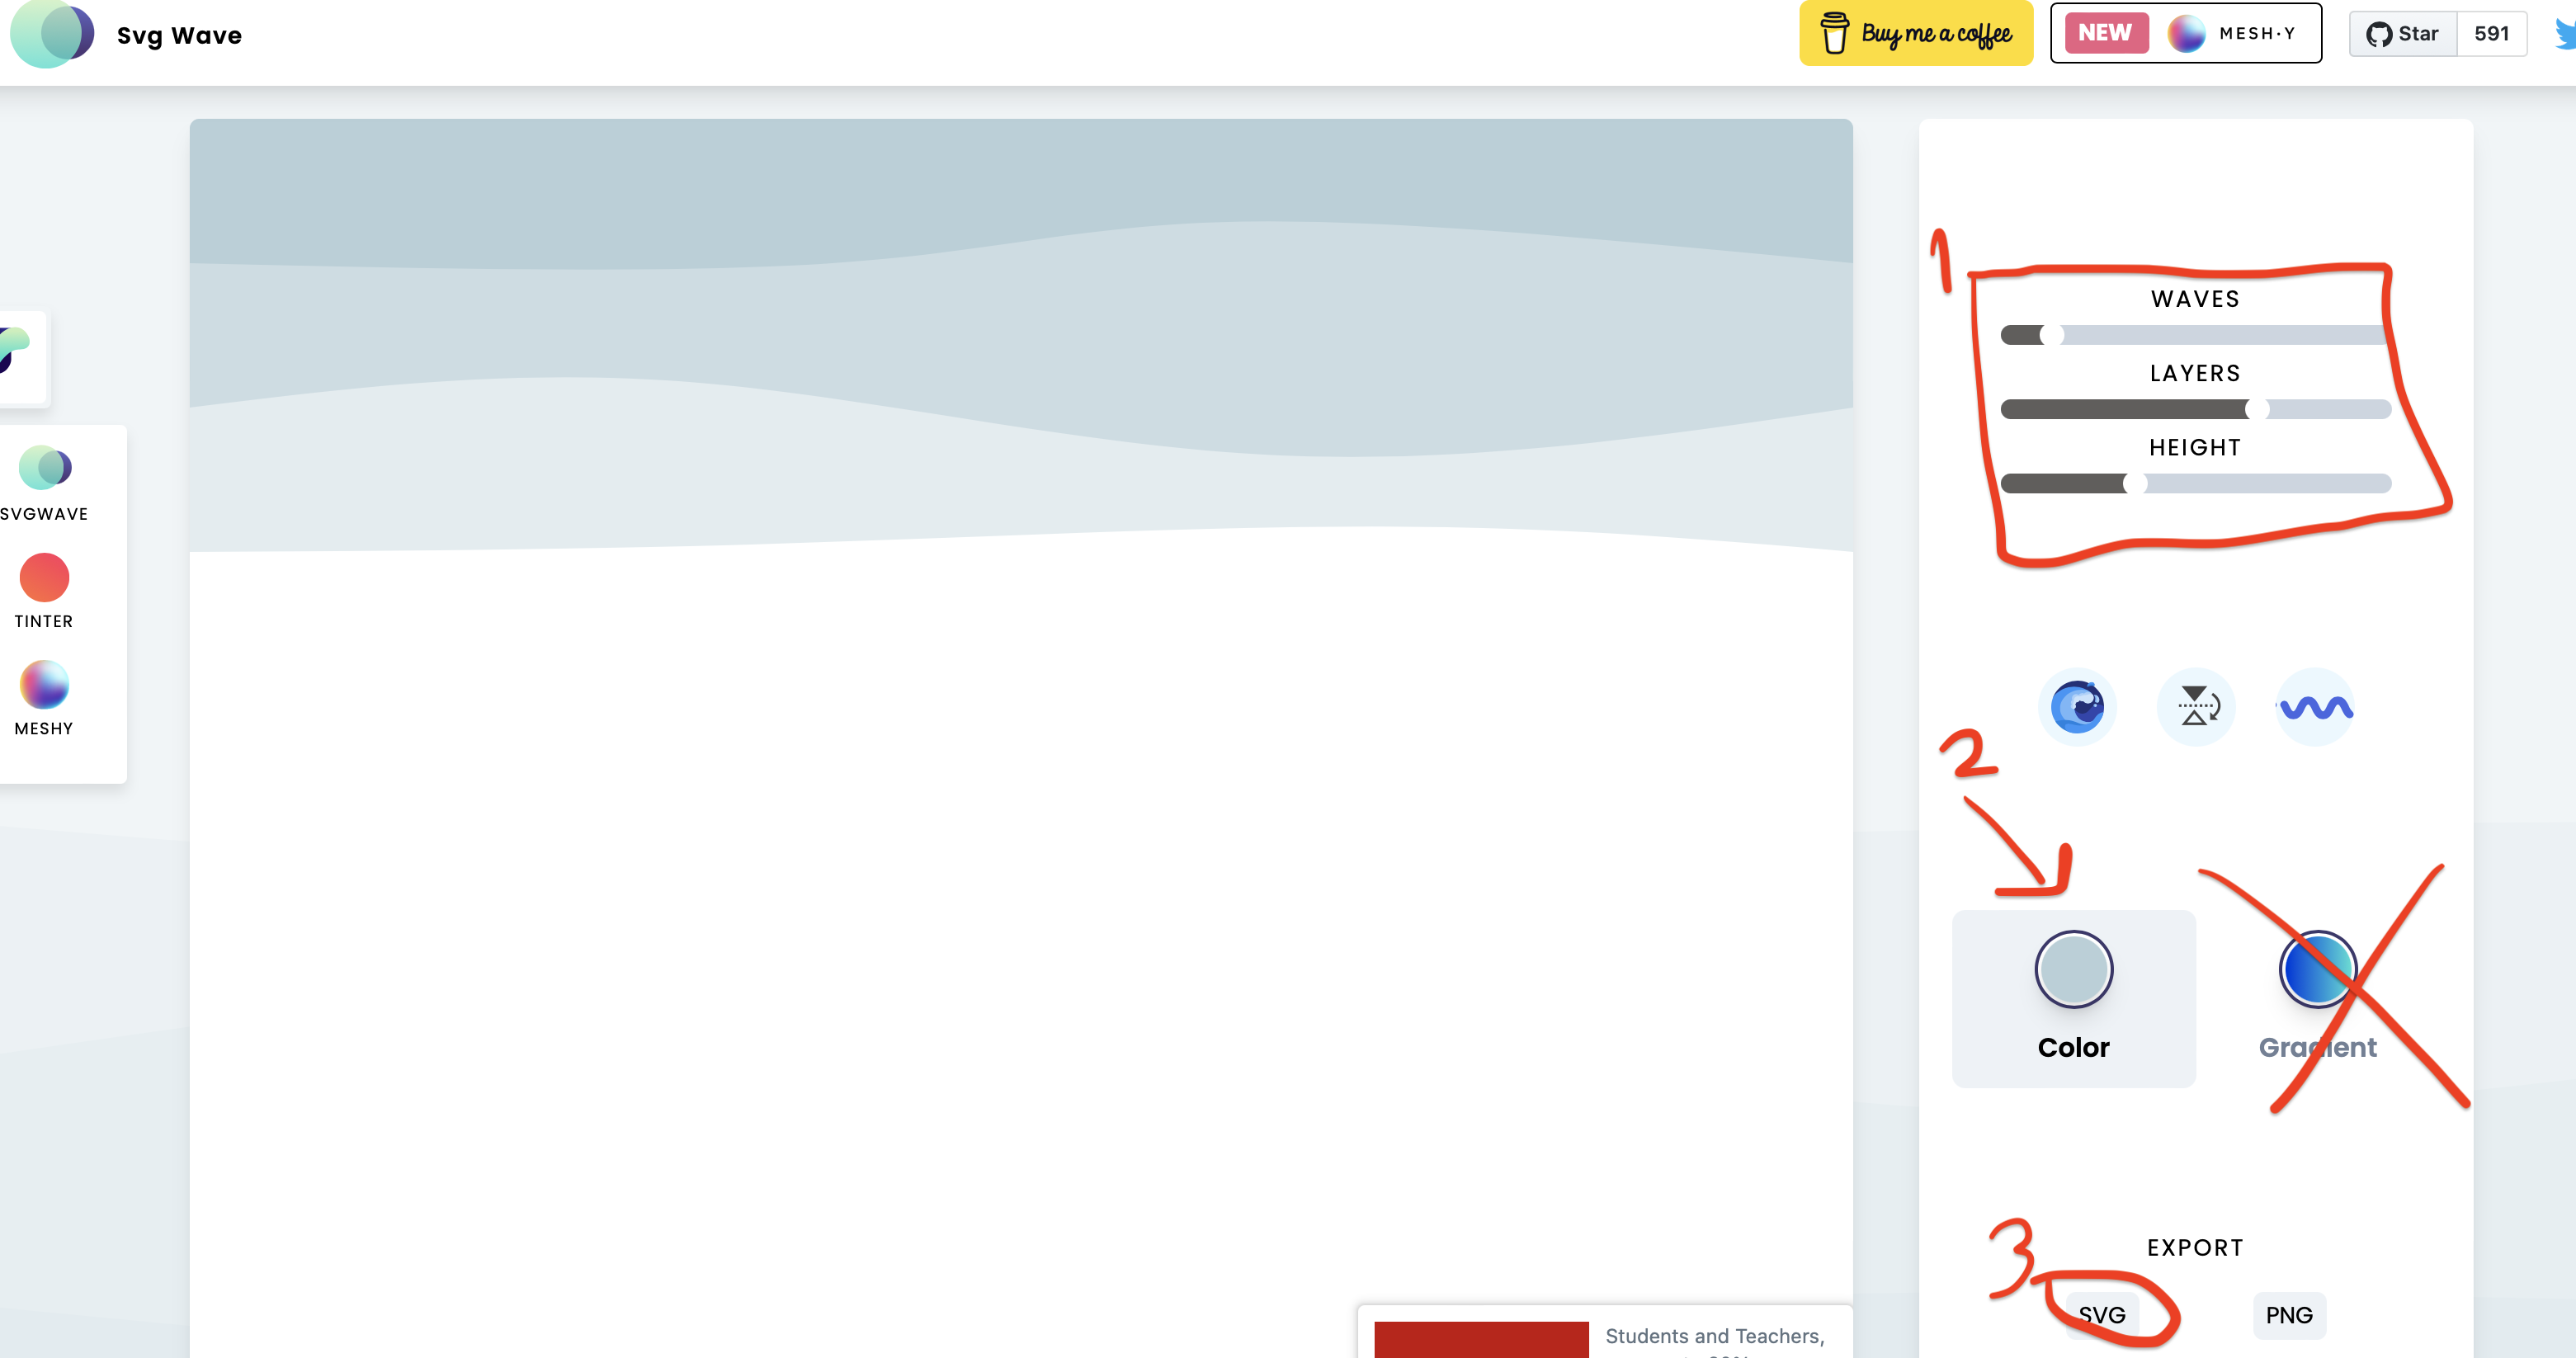 Svg Wave
Buy me a coffee
NEW MESH·Y
Star 591
1
WAVES
LAYERS
HEIGHT
SVGWAVE
TINTER
MESHY
2
Color
Gradient
3
EXPORT
SVG PNG
Students and Teachers,